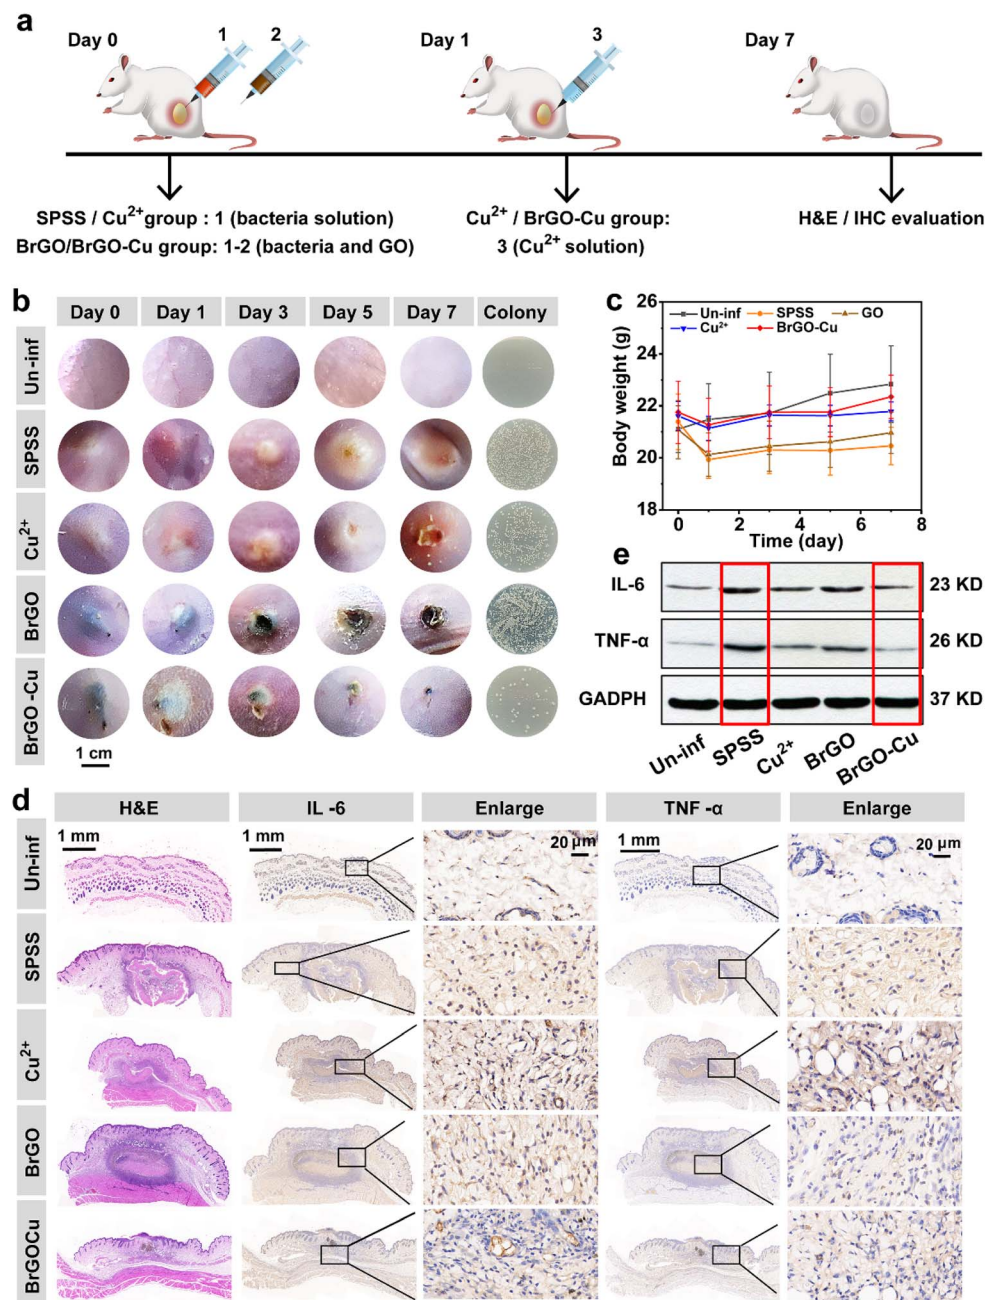 a
Day 0
1
2
Day 1
3
Day 7
SPSS / Cu²⁺group : 1 (bacteria solution)
BrGO/BrGO-Cu group: 1-2 (bacteria and GO)
Cu²⁺ / BrGO-Cu group:
3 (Cu²⁺ solution)
H&E / IHC evaluation
b
Day 0
Day 1
Day 3
Day 5
Day 7
Colony
Un-inf
SPSS
Cu²⁺
BrGO
BrGO -Cu
1 cm
c
Body weight (g)
26
24
22
20
18
Un-inf
SPSS
GO
Cu²⁺
BrGO-Cu
0
2
4
6
8
Time (day)
e
IL-6
23 KD
TNF-α
26 KD
GADPH
37 KD
Un-inf
SPSS
Cu²⁺
BrGO
BrGO-Cu
d
H&E
IL -6
Enlarge
TNF -α
Enlarge
Un-inf
1 mm
1 mm
20 μm
1 mm
20 μm
SPSS
Cu²⁺
BrGO
BrGOCu